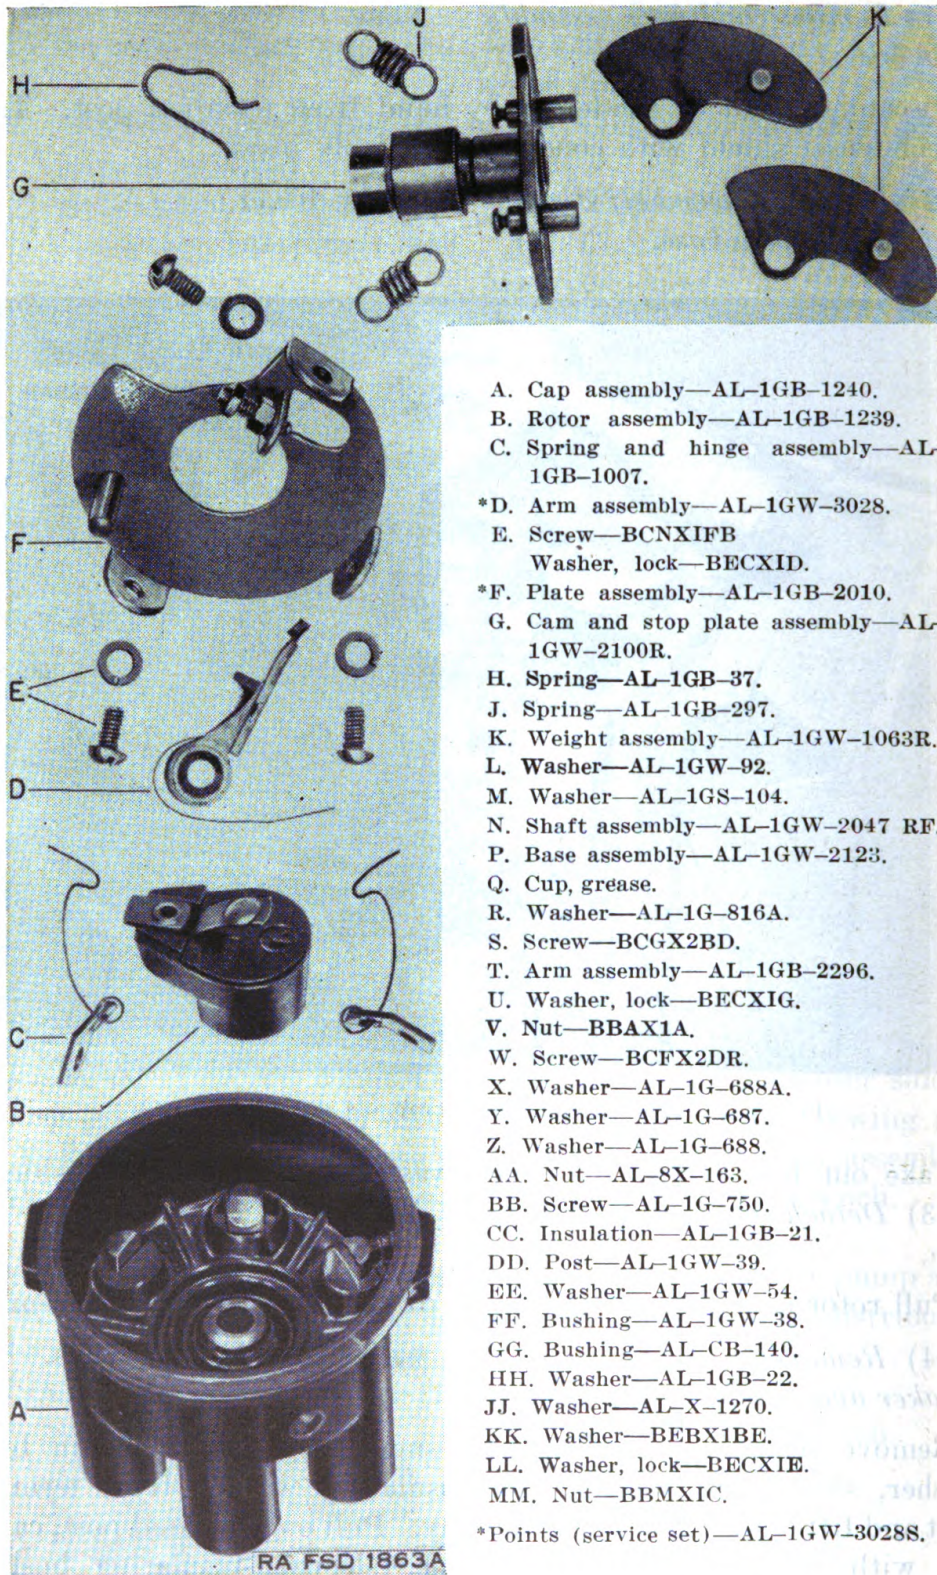 J
K
H
G
F
E
D
C
B
A
A. Cap assembly—AL–1GB–1240.
B. Rotor assembly—AL–1GB–1239.
C. Spring and hinge assembly—AL–
1GB–1007.
*D. Arm assembly—AL–1GW–3028.
E. Screw—BCNXIFB
Washer, lock—BECXID.
*F. Plate assembly—AL–1GB–2010.
G. Cam and stop plate assembly—AL–
1GW–2100R.
H. Spring—AL–1GB–37.
J. Spring—AL–1GB–297.
K. Weight assembly—AL–1GW–1063R.
L. Washer—AL–1GW–92.
M. Washer—AL–1GS–104.
N. Shaft assembly—AL–1GW–2047 RF.
P. Base assembly—AL–1GW–2123.
Q. Cup, grease.
R. Washer—AL–1G–816A.
S. Screw—BCGX2BD.
T. Arm assembly—AL–1GB–2296.
U. Washer, lock—BECXIG.
V. Nut—BBAX1A.
W. Screw—BCFX2DR.
X. Washer—AL–1G–688A.
Y. Washer—AL–1G–687.
Z. Washer—AL–1G–688.
AA. Nut—AL–8X–163.
BB. Screw—AL–1G–750.
CC. Insulation—AL–1GB–21.
DD. Post—AL–1GW–39.
EE. Washer—AL–1GW–54.
FF. Bushing—AL–1GW–38.
GG. Bushing—AL–CB–140.
HH. Washer—AL–1GB–22.
JJ. Washer—AL–X–1270.
KK. Washer—BEBX1BE.
LL. Washer, lock—BECXIE.
MM. Nut—BBMXIC.
*Points (service set)—AL–1GW–3028S.
RA FSD 1863A